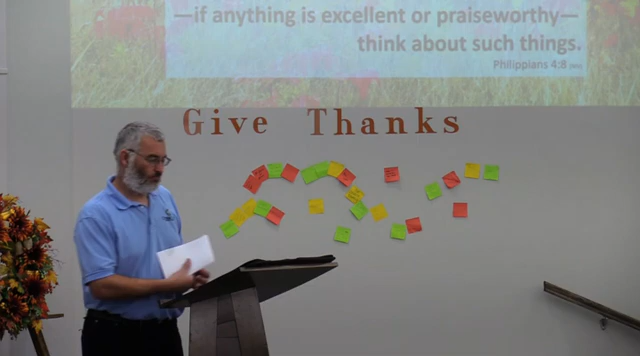 —if anything is excellent or praiseworthy—
think about such things.
Philippians 4:8
Give Thanks